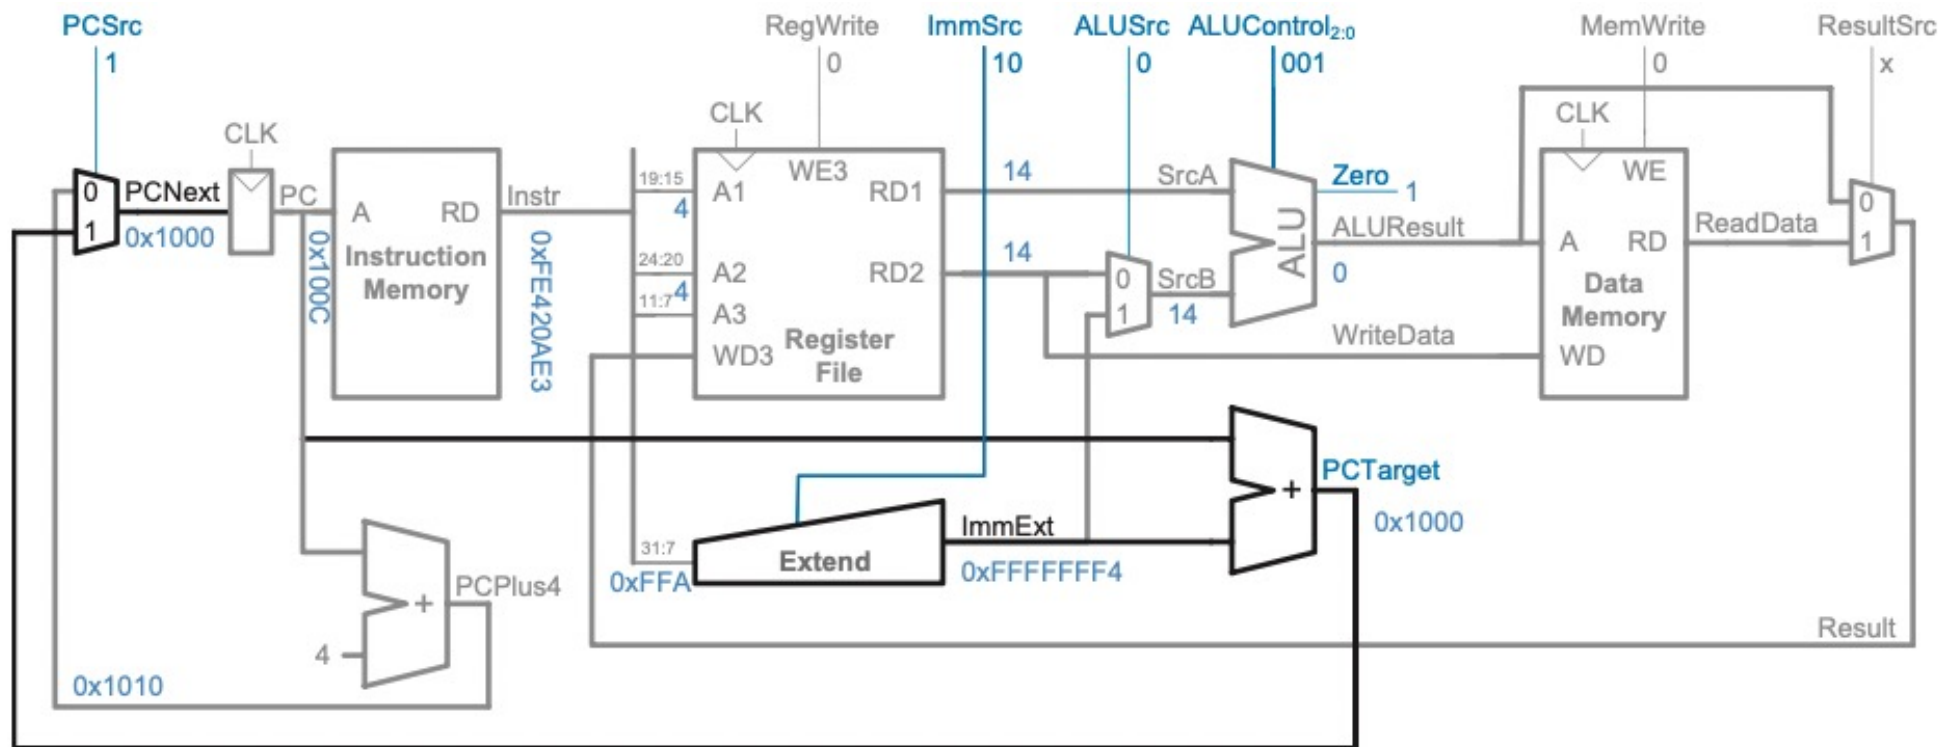 PCSrc
1
RegWrite
0
ImmSrc
10
ALUSrc
0
ALUControl2:0
001
MemWrite
0
ResultSrc
x
CLK
0
1
PCNext
0x1000
PC
0x100C
A
RD
Instruction
Memory
Instr
0xFE420AE3
CLK
WE3
19:15
4
A1
RD1
14
24:20
4
A2
RD2
14
11:7
A3
WD3
Register
File
0
1
SrcA
SrcB
14
ALU
Zero
1
ALUResult
0
WriteData
CLK
WE
A
RD
Data
Memory
WD
ReadData
0
1
31:7
0xFFA
Extend
ImmExt
0xFFFFFFF4
+
PCTarget
0x1000
4
+
PCPlus4
0x1010
Result